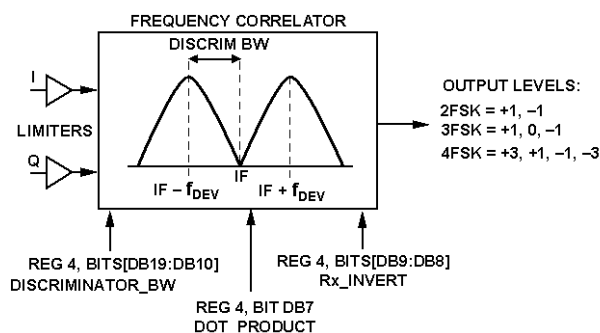 FREQUENCY CORRELATOR
DISCRIM BW
I
LIMITERS
Q
IF
IF – fDEV
IF + fDEV
OUTPUT LEVELS:
2FSK = +1, –1
3FSK = +1, 0, –1
4FSK = +3, +1, –1, –3
REG 4, BITS[DB19:DB10]
DISCRIMINATOR_BW
REG 4, BIT DB7
DOT_PRODUCT
REG 4, BITS[DB9:DB8]
Rx_INVERT